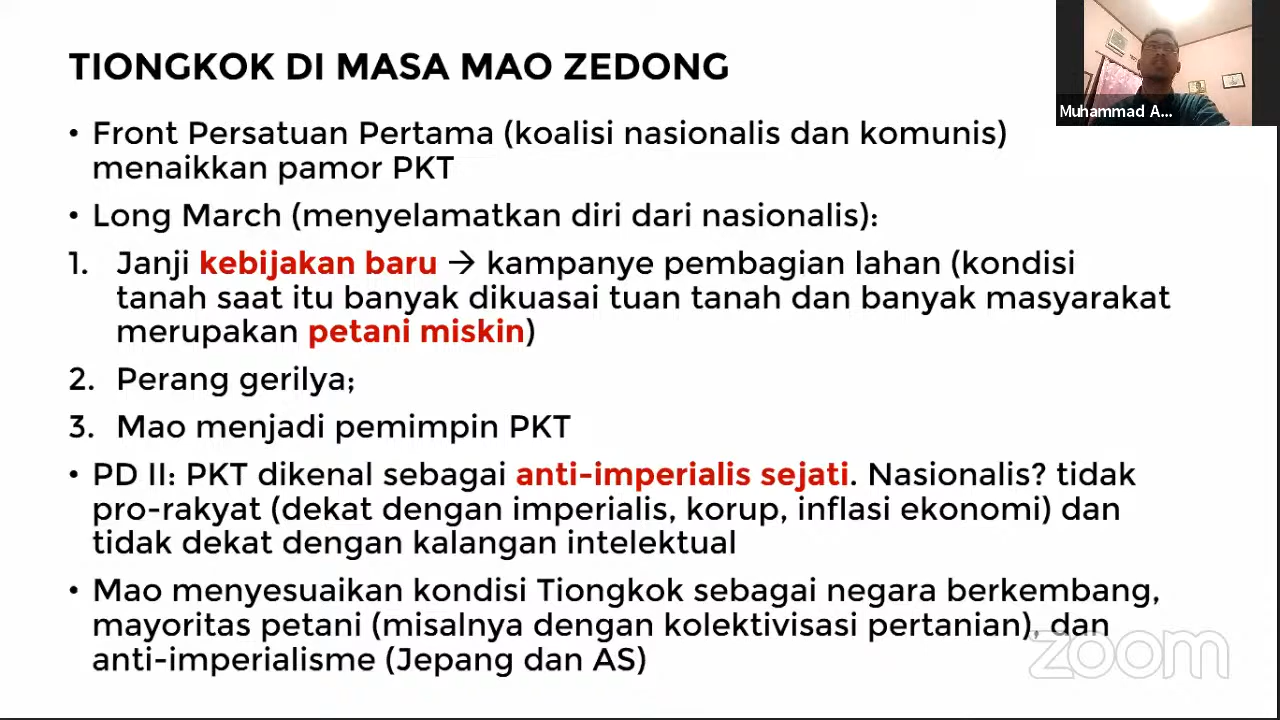 TIONGKOK DI MASA MAO ZEDONG
Muhammad A...
• Front Persatuan Pertama (koalisi nasionalis dan komunis)
menaikkan pamor PKT
• Long March (menyelamatkan diri dari nasionalis):
1. Janji kebijakan baru → kampanye pembagian lahan (kondisi
tanah saat itu banyak dikuasai tuan tanah dan banyak masyarakat
merupakan petani miskin)
2. Perang gerilya;
3. Mao menjadi pemimpin PKT
• PD II: PKT dikenal sebagai anti-imperialis sejati. Nasionalis? tidak
pro-rakyat (dekat dengan imperialis, korup, inflasi ekonomi) dan
tidak dekat dengan kalangan intelektual
• Mao menyesuaikan kondisi Tiongkok sebagai negara berkembang,
mayoritas petani (misalnya dengan kolektivisasi pertanian), dan
anti-imperialisme (Jepang dan AS)
zoom